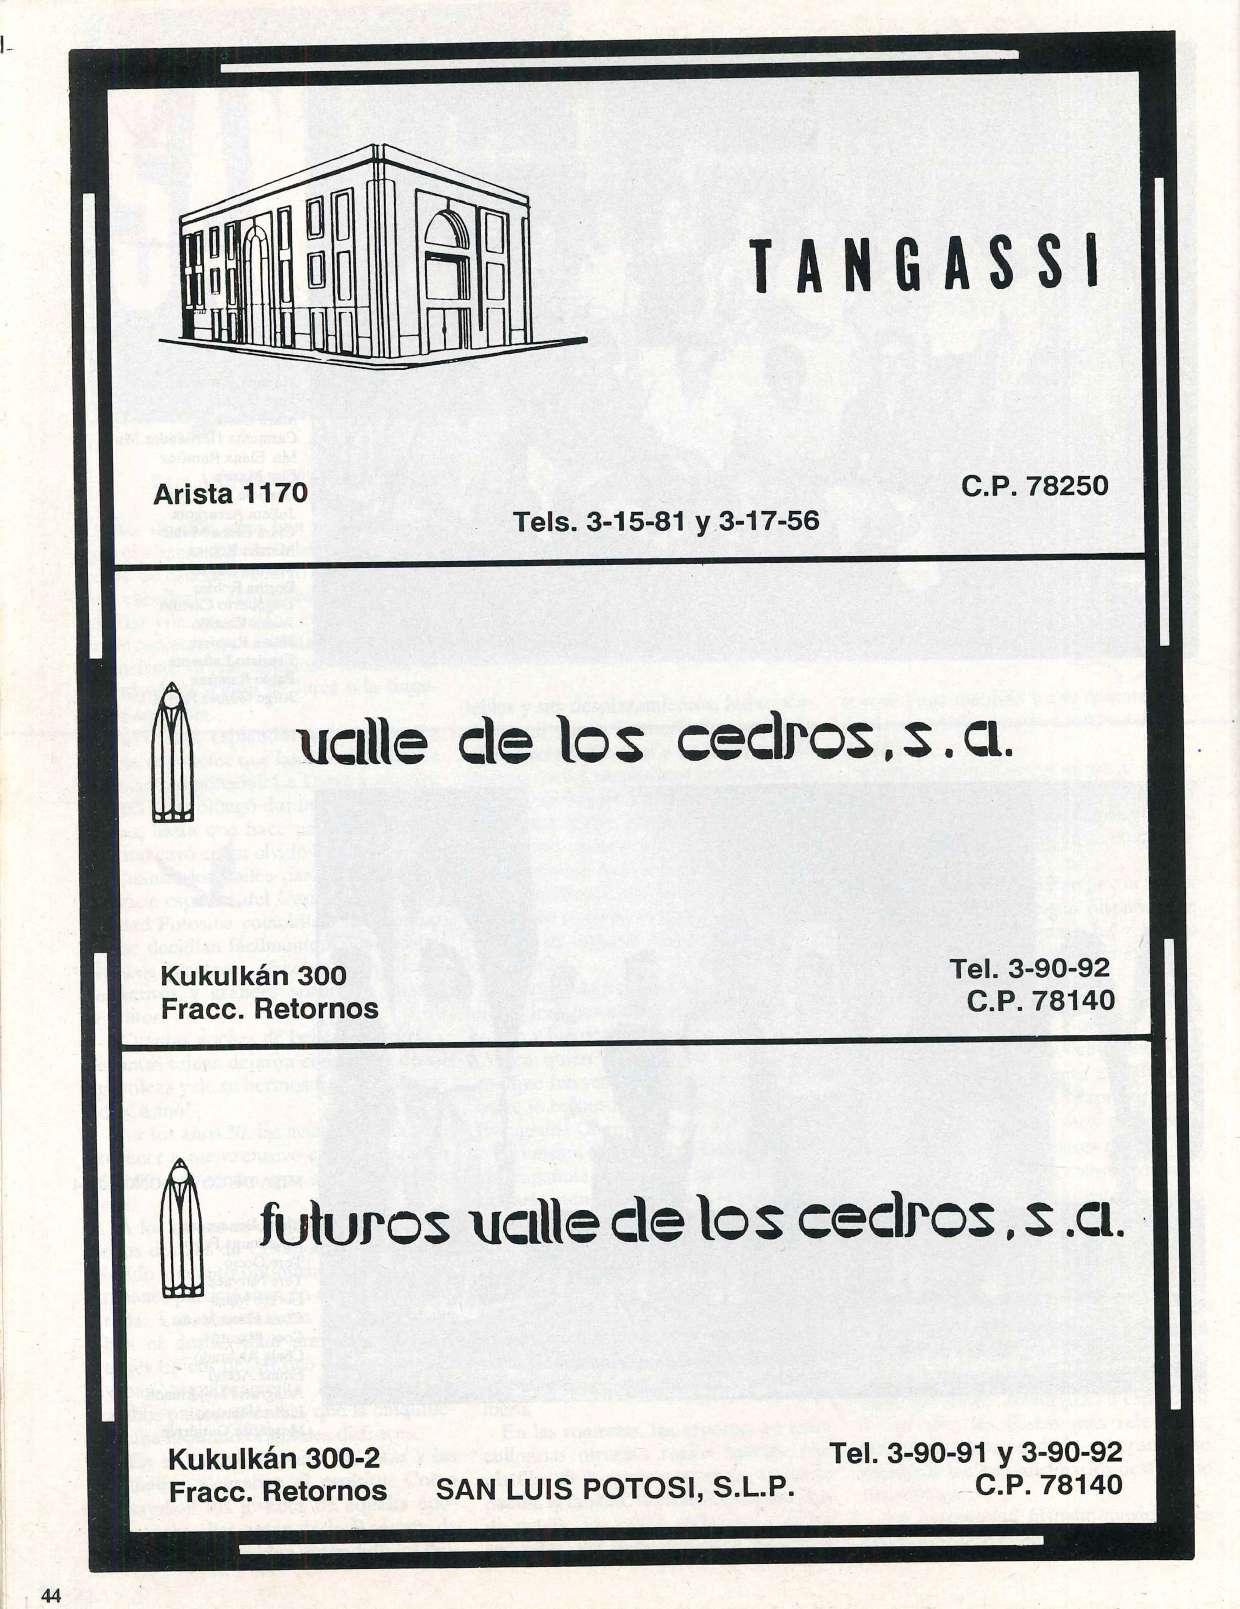 TANGASSI
Arista 1170
C.P. 78250
Tels. 3-15-81 y 3-17-56
valle de los cedros, s.a.
Kukulkán 300
Fracc. Retornos
Tel. 3-90-92
C.P. 78140
futuros valle de los cedros, s.a.
Kukulkán 300-2
Fracc. Retornos
SAN LUIS POTOSI, S.L.P.
Tel. 3-90-91 y 3-90-92
C.P. 78140
44